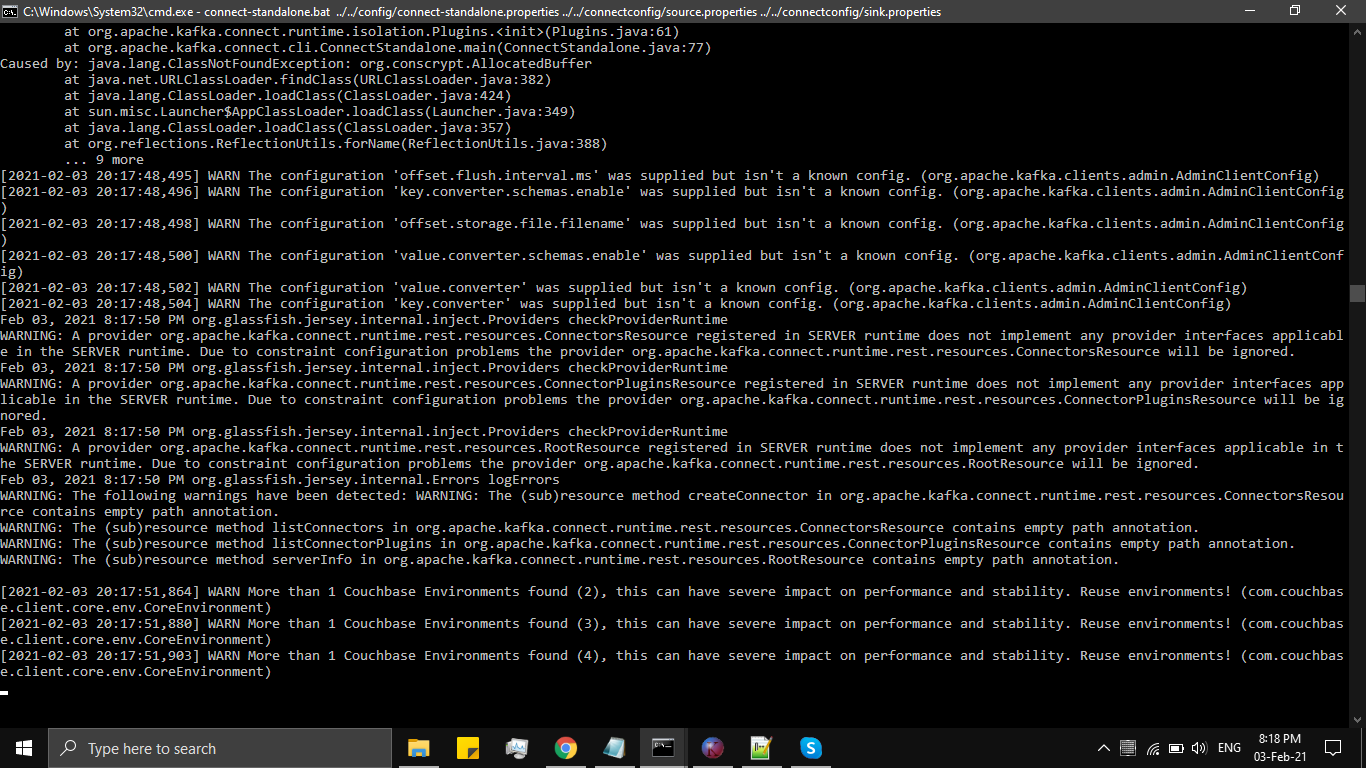 C:\Windows\System32\cmd.exe - connect-standalone.bat ../../config/connect-standalone.properties ../../connectconfig/source.properties ../../connectconfig/sink.properties
at org.apache.kafka.connect.runtime.isolation.Plugins.<init>(Plugins.java:61)
at org.apache.kafka.connect.cli.ConnectStandalone.main(ConnectStandalone.java:77)
Caused by: java.lang.ClassNotFoundException: org.conscrypt.AllocatedBuffer
at java.net.URLClassLoader.findClass(URLClassLoader.java:382)
at java.lang.ClassLoader.loadClass(ClassLoader.java:424)
at sun.misc.Launcher$AppClassLoader.loadClass(Launcher.java:349)
at java.lang.ClassLoader.loadClass(ClassLoader.java:357)
at org.reflections.ReflectionUtils.forName(ReflectionUtils.java:388)
... 9 more
[2021-02-03 20:17:48,495] WARN The configuration 'offset.flush.interval.ms' was supplied but isn't a known config. (org.apache.kafka.clients.admin.AdminClientConfig)
[2021-02-03 20:17:48,496] WARN The configuration 'key.converter.schemas.enable' was supplied but isn't a known config. (org.apache.kafka.clients.admin.AdminClientConfig
)
[2021-02-03 20:17:48,498] WARN The configuration 'offset.storage.file.filename' was supplied but isn't a known config. (org.apache.kafka.clients.admin.AdminClientConfig
)
[2021-02-03 20:17:48,500] WARN The configuration 'value.converter.schemas.enable' was supplied but isn't a known config. (org.apache.kafka.clients.admin.AdminClientConf
ig)
[2021-02-03 20:17:48,502] WARN The configuration 'value.converter' was supplied but isn't a known config. (org.apache.kafka.clients.admin.AdminClientConfig)
[2021-02-03 20:17:48,504] WARN The configuration 'key.converter' was supplied but isn't a known config. (org.apache.kafka.clients.admin.AdminClientConfig)
Feb 03, 2021 8:17:50 PM org.glassfish.jersey.internal.inject.Providers checkProviderRuntime
WARNING: A provider org.apache.kafka.connect.runtime.rest.resources.ConnectorsResource registered in SERVER runtime does not implement any provider interfaces applicabl
e in the SERVER runtime. Due to constraint configuration problems the provider org.apache.kafka.connect.runtime.rest.resources.ConnectorsResource will be ignored.
Feb 03, 2021 8:17:50 PM org.glassfish.jersey.internal.inject.Providers checkProviderRuntime
WARNING: A provider org.apache.kafka.connect.runtime.rest.resources.ConnectorPluginsResource registered in SERVER runtime does not implement any provider interfaces app
licable in the SERVER runtime. Due to constraint configuration problems the provider org.apache.kafka.connect.runtime.rest.resources.ConnectorPluginsResource will be ig
nored.
Feb 03, 2021 8:17:50 PM org.glassfish.jersey.internal.inject.Providers checkProviderRuntime
WARNING: A provider org.apache.kafka.connect.runtime.rest.resources.RootResource registered in SERVER runtime does not implement any provider interfaces applicable in t
he SERVER runtime. Due to constraint configuration problems the provider org.apache.kafka.connect.runtime.rest.resources.RootResource will be ignored.
Feb 03, 2021 8:17:50 PM org.glassfish.jersey.internal.Errors logErrors
WARNING: The following warnings have been detected: WARNING: The (sub)resource method createConnector in org.apache.kafka.connect.runtime.rest.resources.ConnectorsResou
rce contains empty path annotation.
WARNING: The (sub)resource method listConnectors in org.apache.kafka.connect.runtime.rest.resources.ConnectorsResource contains empty path annotation.
WARNING: The (sub)resource method listConnectorPlugins in org.apache.kafka.connect.runtime.rest.resources.ConnectorPluginsResource contains empty path annotation.
WARNING: The (sub)resource method serverInfo in org.apache.kafka.connect.runtime.rest.resources.RootResource contains empty path annotation.
[2021-02-03 20:17:51,864] WARN More than 1 Couchbase Environments found (2), this can have severe impact on performance and stability. Reuse environments! (com.couchbas
e.client.core.env.CoreEnvironment)
[2021-02-03 20:17:51,880] WARN More than 1 Couchbase Environments found (3), this can have severe impact on performance and stability. Reuse environments! (com.couchbas
e.client.core.env.CoreEnvironment)
[2021-02-03 20:17:51,903] WARN More than 1 Couchbase Environments found (4), this can have severe impact on performance and stability. Reuse environments! (com.couchbas
e.client.core.env.CoreEnvironment)
Type here to search
ENG
8:18 PM
03-Feb-21